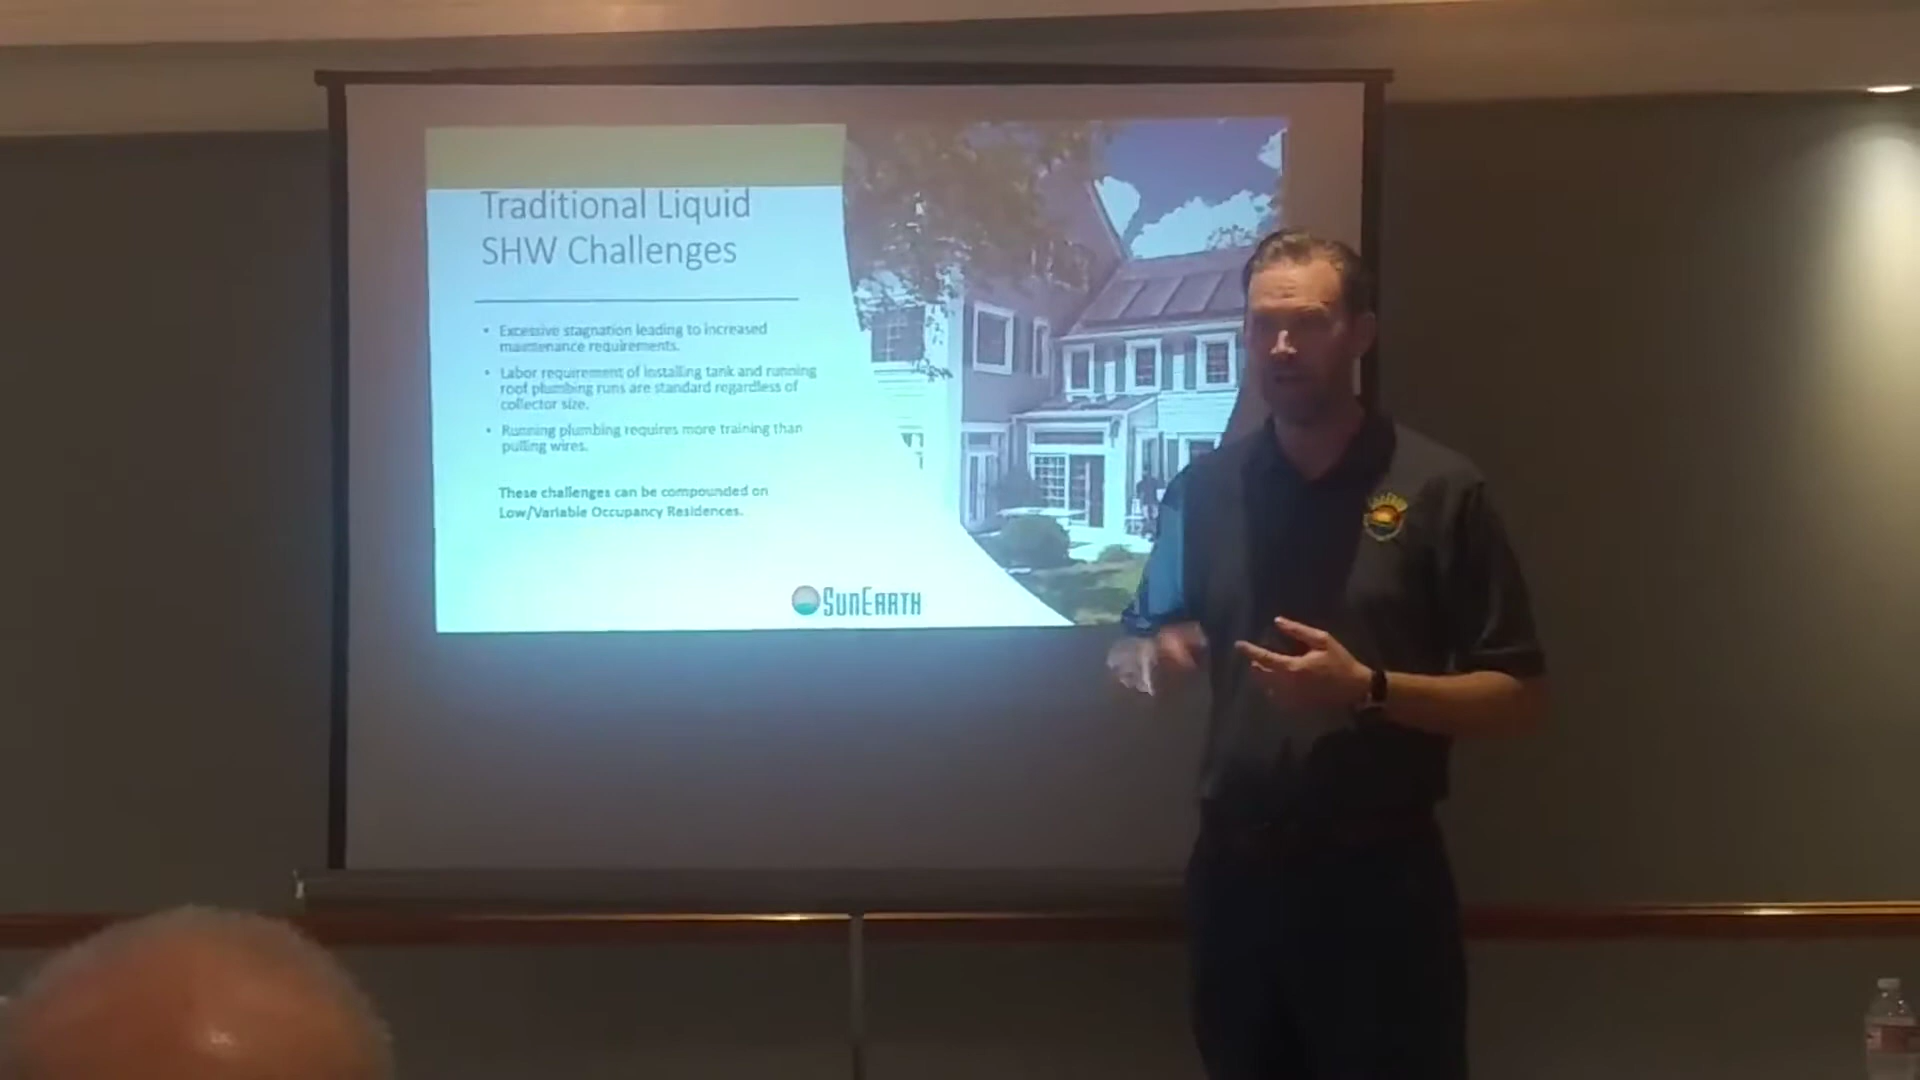 Traditional Liquid
SHW Challenges
• Excessive stagnation leading to increased
maintenance requirements.
• Labor requirement of installing tank and running
roof plumbing runs are standard regardless of
collector size.
• Running plumbing requires more training than
pulling wires.
These challenges can be compounded on
Low/Variable Occupancy Residences.
SUNEARTH